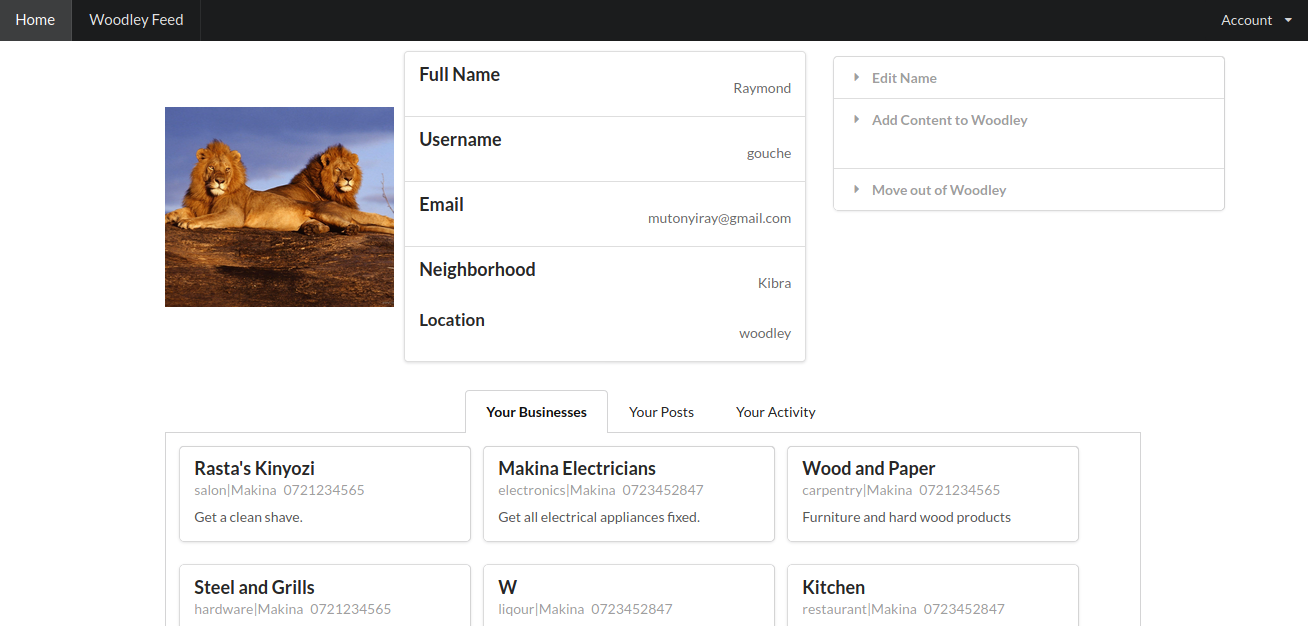 Home Woodley Feed Account
Full Name
Raymond
Username
gouche
Email
mutonyiray@gmail.com
Neighborhood
Kibra
Location
woodley
Edit Name
Add Content to Woodley
Move out of Woodley
Your Businesses Your Posts Your Activity
Rasta's Kinyozi
salon|Makina 0721234565
Get a clean shave.
Makina Electricians
electronics|Makina 0723452847
Get all electrical appliances fixed.
Wood and Paper
carpentry|Makina 0721234565
Furniture and hard wood products
Steel and Grills
hardware|Makina 0721234565
W
liqour|Makina 0723452847
Kitchen
restaurant|Makina 0723452847